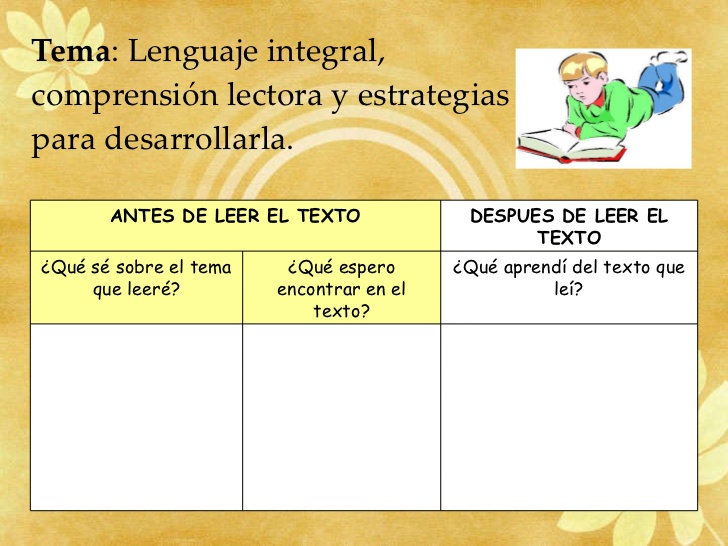 Tema: Lenguaje integral,
comprensión lectora y estrategias
para desarrollarla.
ANTES DE LEER EL TEXTO
DESPUES DE LEER EL
TEXTO
¿Qué sé sobre el tema
que leeré?
¿Qué espero
encontrar en el
texto?
¿Qué aprendí del texto que
leí?